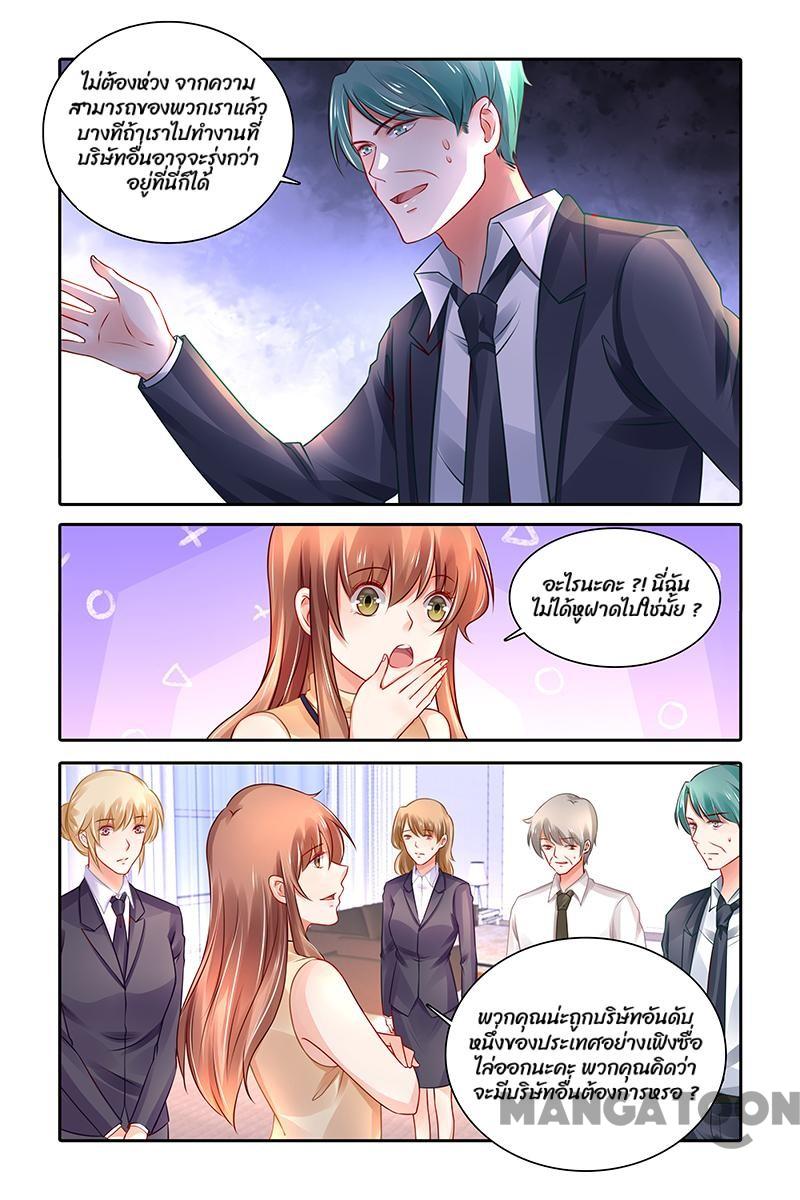 ไม่ต้องห่วง จากความ
สามารถของพวกเราแล้ว
บางทีถ้าเราไปทำงานที่
บริษัทอื่นอาจจะรุ่งกว่า
อยู่ที่นี่ก็ได้
อะไรนะคะ ?! นี่ฉัน
ไม่ได้หูฝาดไปใช่มั้ย ?
พวกคุณน่ะถูกบริษัทอันดับ
หนึ่งของประเทศอย่างเฟิงซื่อ
ไล่ออกนะคะ พวกคุณคิดว่า
จะมีบริษัทอื่นต้องการหรอ ?
MANGATOON